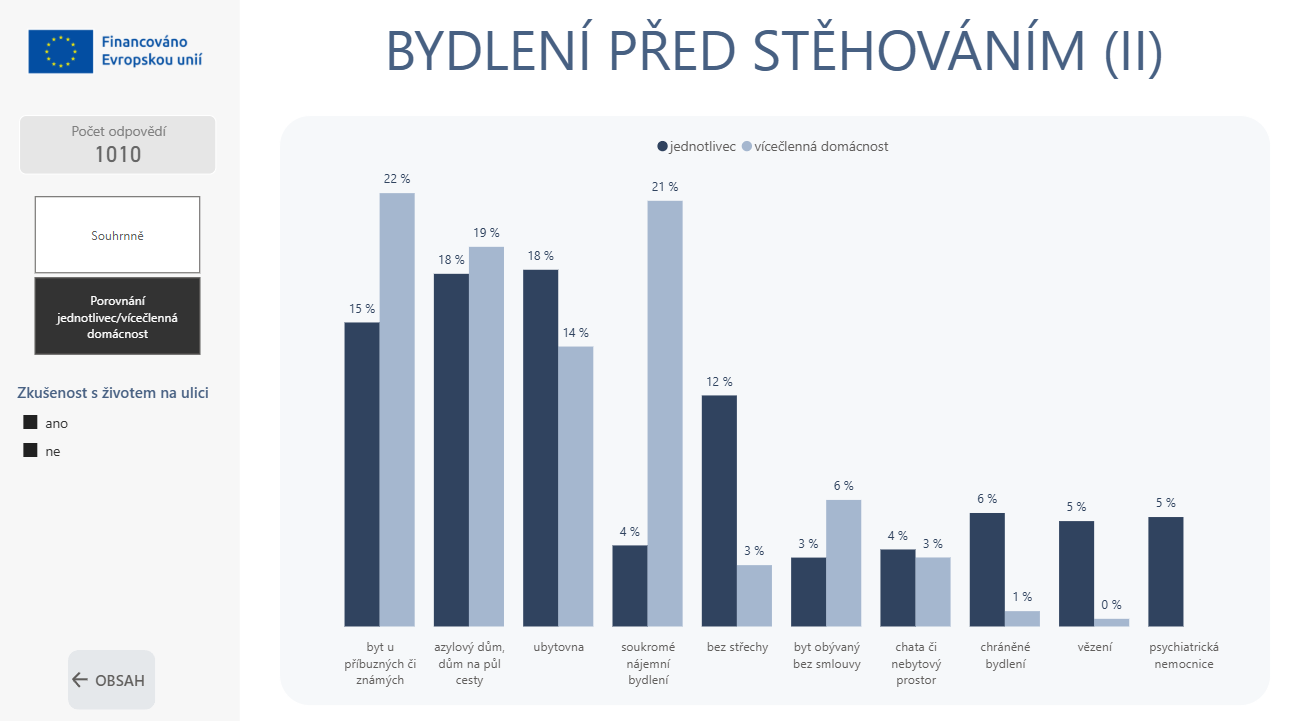 Financováno
Evropskou unií
BYDLENÍ PŘED STĚHOVÁNÍM (II)
Počet odpovědí
1010
Souhrnně
Porovnání
jednotlivec/vícečlenná
domácnost
Zkušenost s životem na ulici
ano
ne
OBSAH
jednotlivec vícečlenná domácnost
15 % 22 %
18 % 19 %
18 % 14 %
4 % 21 %
12 % 3 %
3 % 6 %
4 % 3 %
6 % 1 %
5 % 0 %
5 %
byt u
příbuzných či
známých
azylový dům,
dům na půl
cesty
ubytovna
soukromé
nájemní
bydlení
bez střechy
byt obývaný
bez smlouvy
chata či
nebytový
prostor
chráněné
bydlení
vězení
psychiatrická
nemocnice